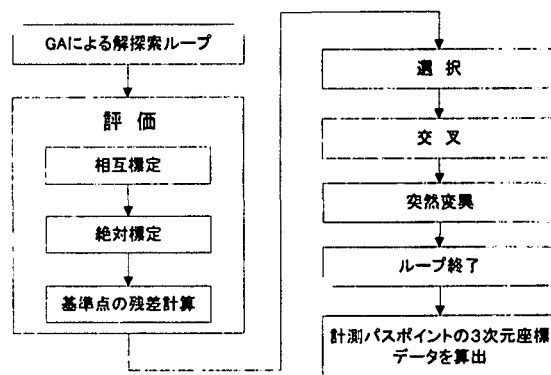 GAによる解探索ループ
評 価
相互標定
絶対標定
基準点の残差計算
選 択
交 叉
突然変異
ループ終了
計測パスポイントの3次元座標
データを算出